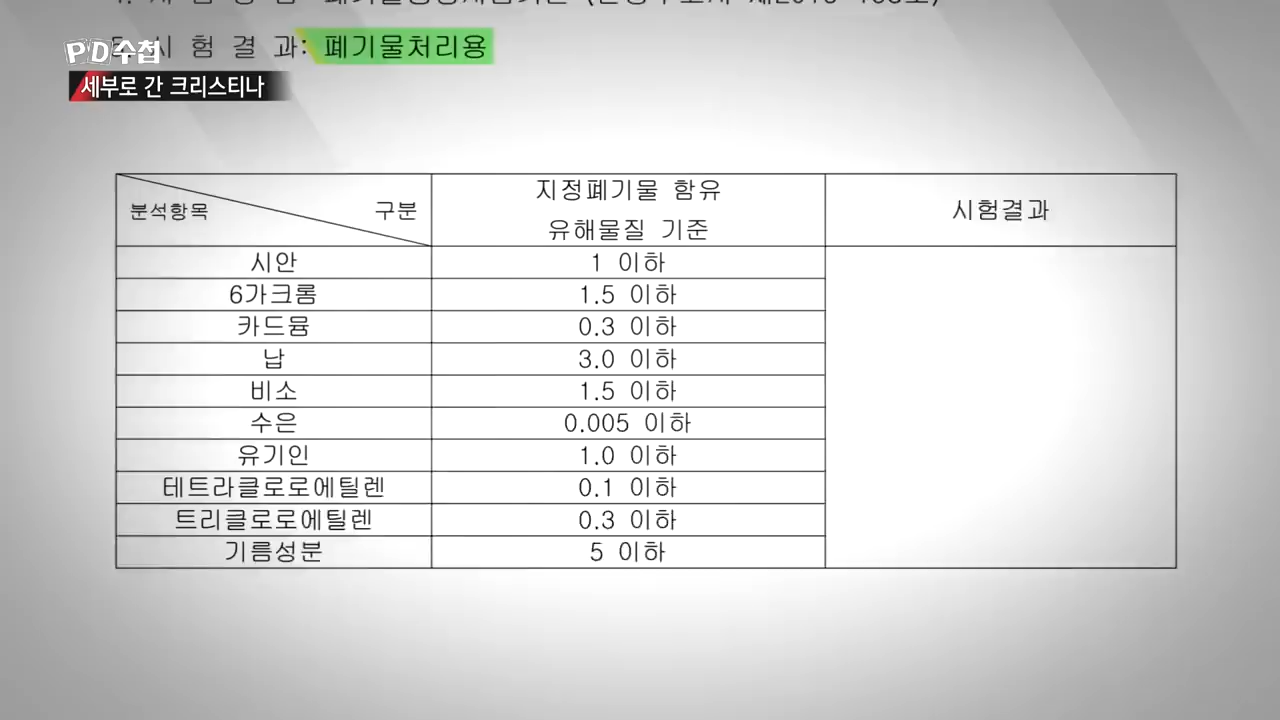 PD수첩
세부로 간 크리스티나
시 험 결 과: 폐기물처리용
분석항목 구분 지정폐기물 함유 유해물질 기준 시험결과
시안 1 이하
6가크롬 1.5 이하
카드뮴 0.3 이하
납 3.0 이하
비소 1.5 이하
수은 0.005 이하
유기인 1.0 이하
테트라클로로에틸렌 0.1 이하
트리클로로에틸렌 0.3 이하
기름성분 5 이하